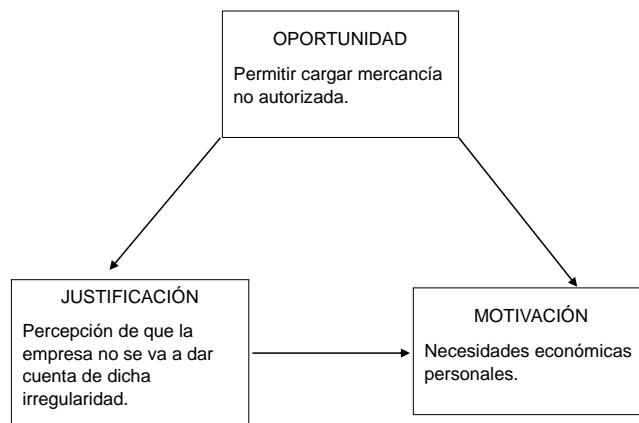 OPORTUNIDAD
Permitir cargar mercancía
no autorizada.
JUSTIFICACIÓN
Percepción de que la
empresa no se va a dar
cuenta de dicha
irregularidad.
MOTIVACIÓN
Necesidades económicas
personales.